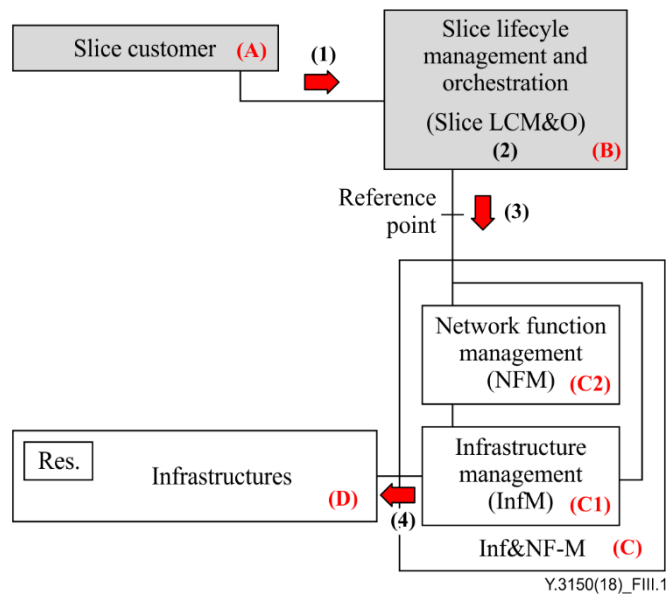 Slice customer (A)
(1)
Slice lifecyle
management and
orchestration
(Slice LCM&O)
(2)
(B)
Reference
point
(3)
Network function
management
(NFM) (C2)
Res.
Infrastructures
(D)
(4)
Infrastructure
management
(InfM) (C1)
Inf&NF-M (C)
Y.3150(18)_FIII.1